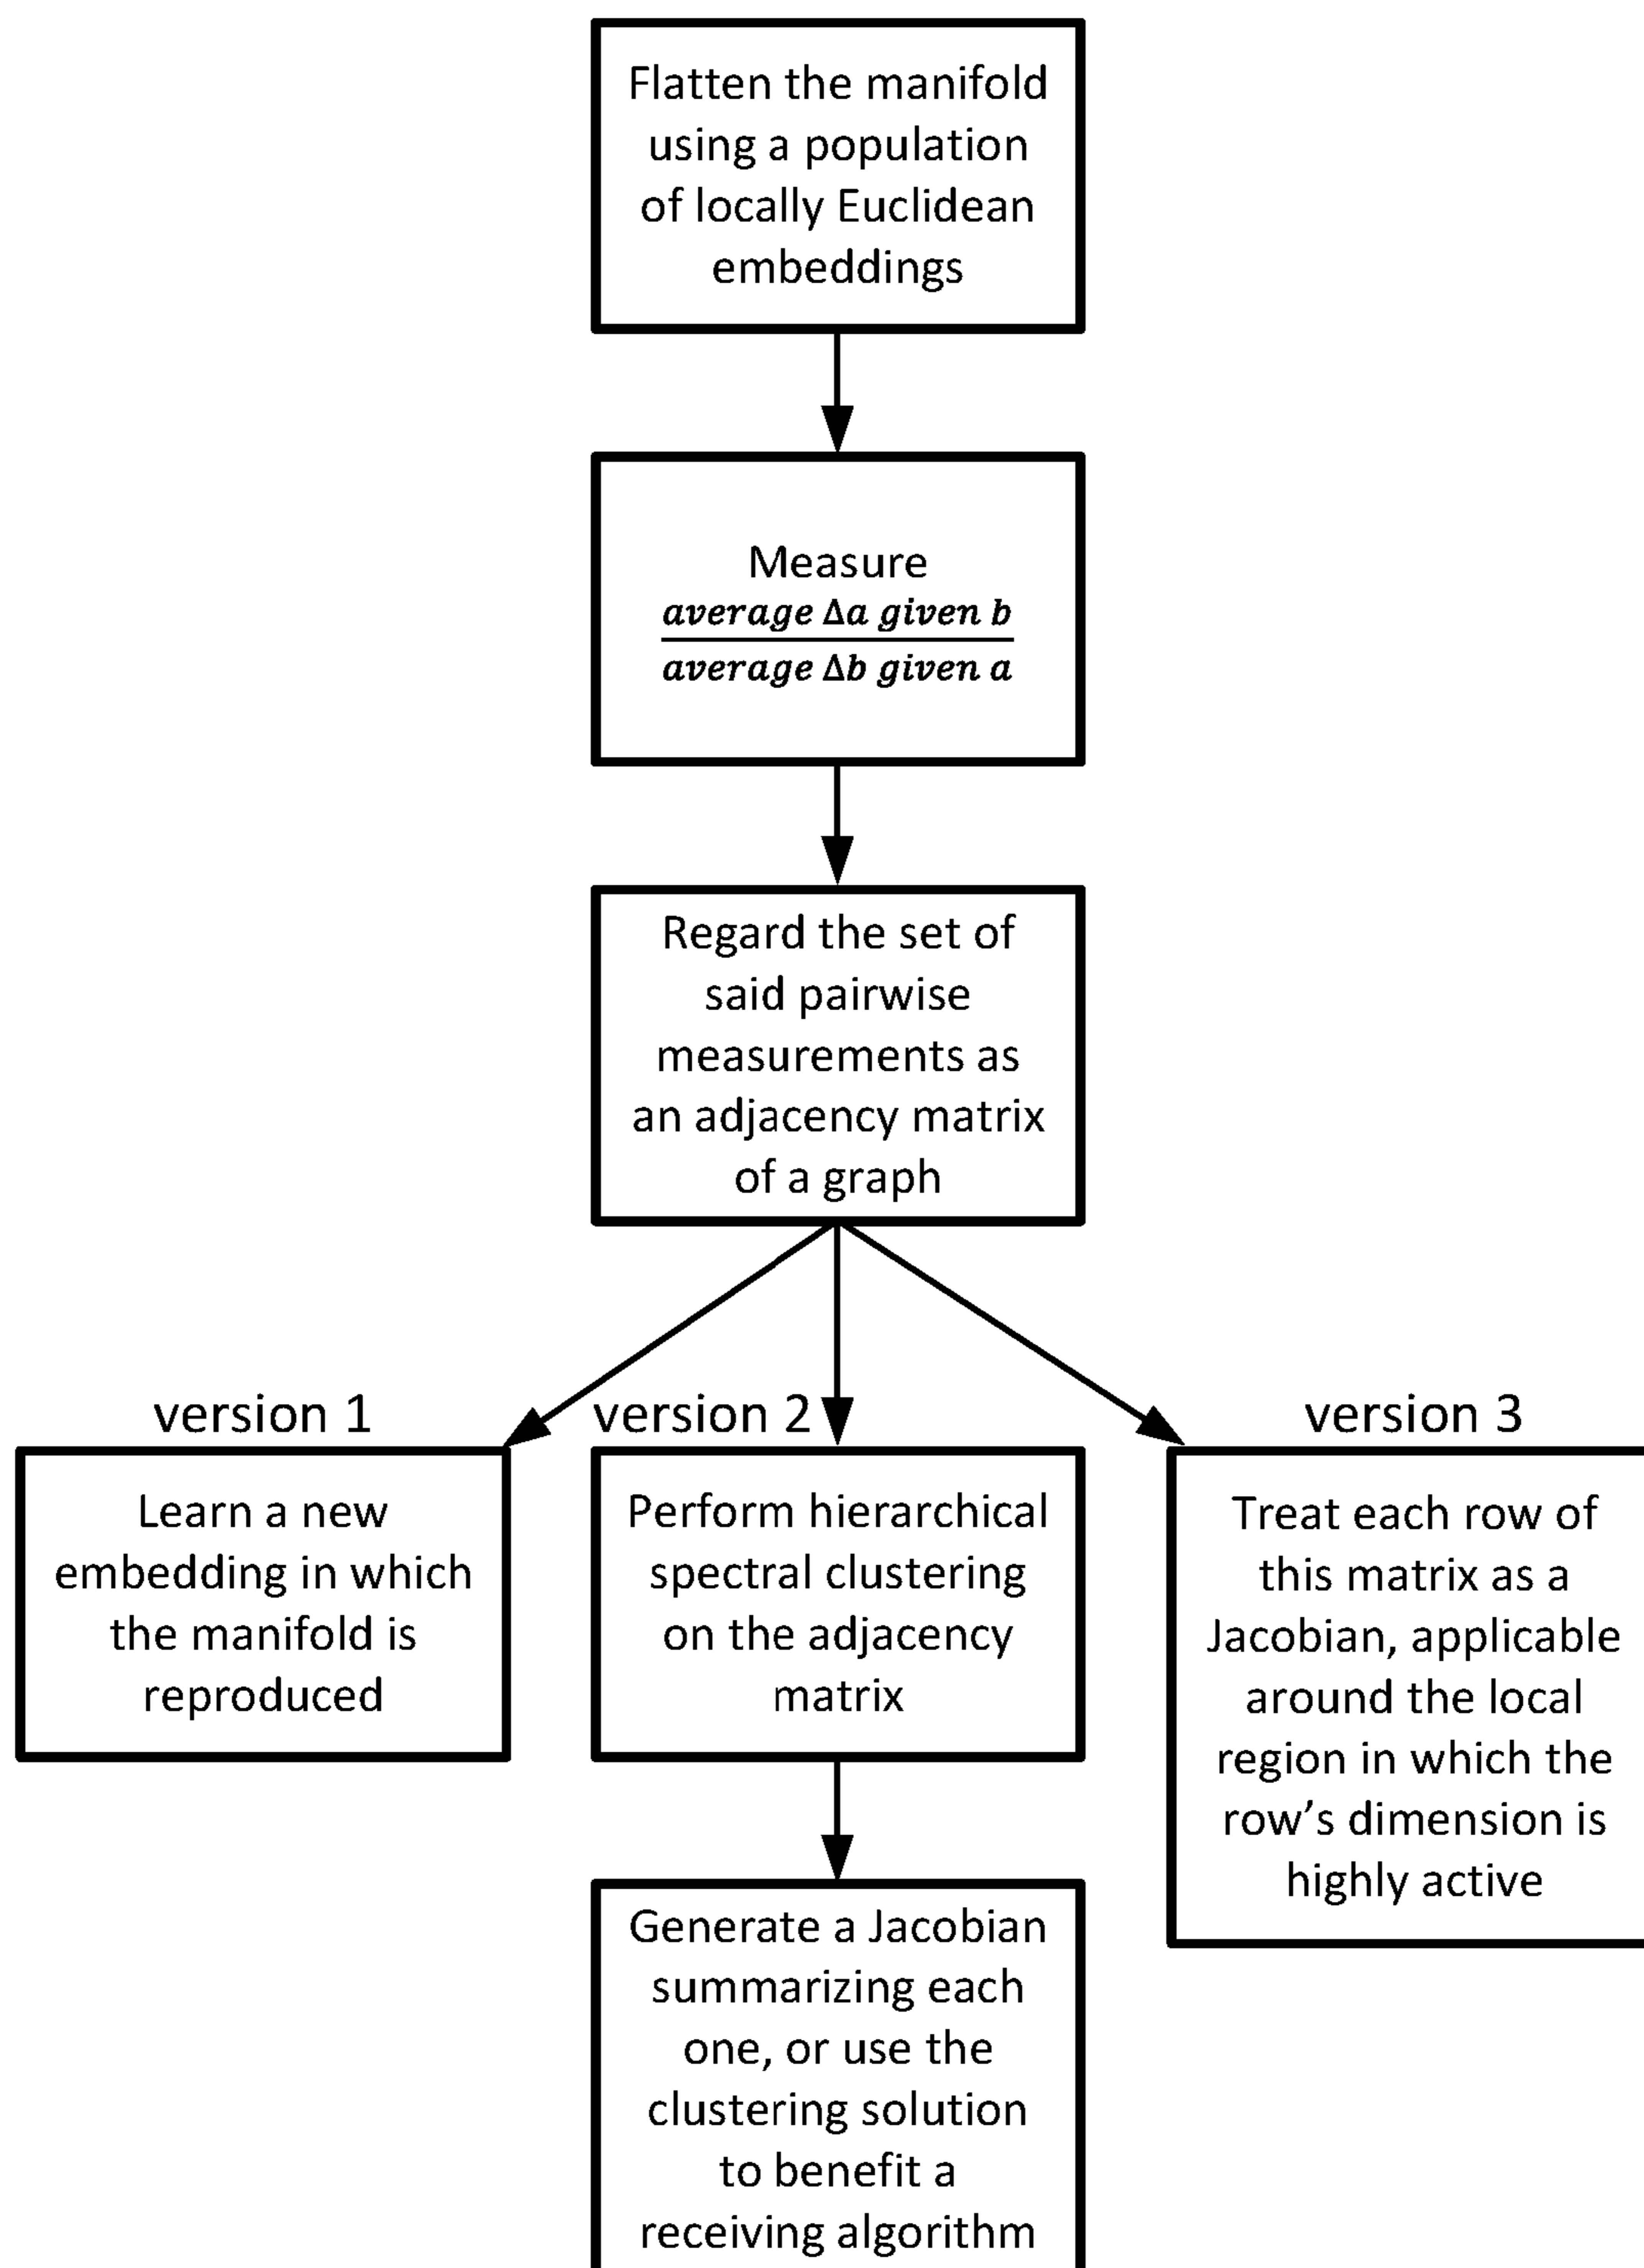 Flatten the manifold
using a population
of locally Euclidean
embeddings
Measure
average Δa given b
average Δb given a
Regard the set of
said pairwise
measurements as
an adjacency matrix
of a graph
version 1
Learn a new
embedding in which
the manifold is
reproduced
version 2
Perform hierarchical
spectral clustering
on the adjacency
matrix
Generate a Jacobian
summarizing each
one, or use the
clustering solution
to benefit a
receiving algorithm
version 3
Treat each row of
this matrix as a
Jacobian, applicable
around the local
region in which the
row's dimension is
highly active